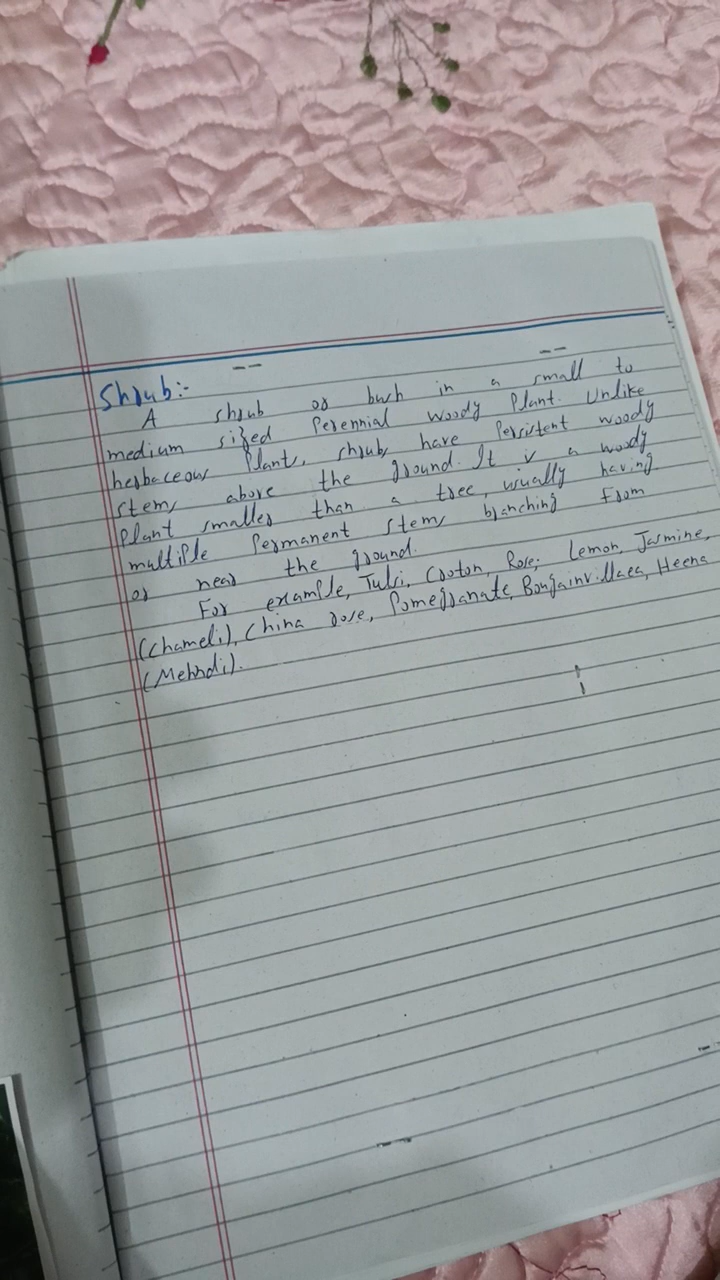 Shrub:-
A shrub or bush in a small to
medium sized Perennial woody Plant. Unlike
herbaceous Plant, shrubs have Persistent woody
stems above the ground. It is a woody
Plant smaller than a tree, usually having
multiple Permanent stems branching From
or near the ground.
For example, Tulsi, Croton, Rose, Lemon, Jasmine,
(Chameli), China rose, Pomegranate, Bougainvillaea, Heena
(Mehndi).